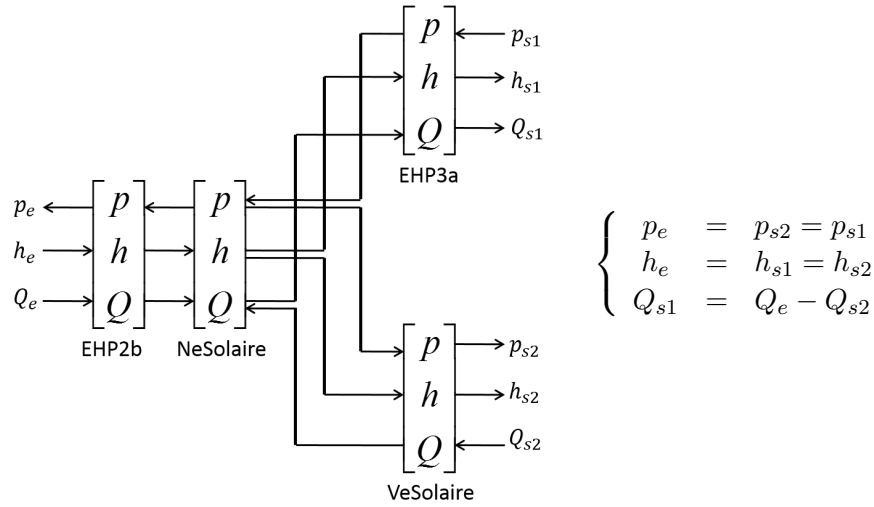 p p_{s1}
h h_{s1}
Q Q_{s1}
EHP3a
p_e p p
h_e h h
Q_e Q Q
EHP2b NeSolaire
p_e = p_{s2} = p_{s1}
h_e = h_{s1} = h_{s2}
Q_{s1} = Q_e − Q_{s2}
p p_{s2}
h h_{s2}
Q Q_{s2}
VeSolaire